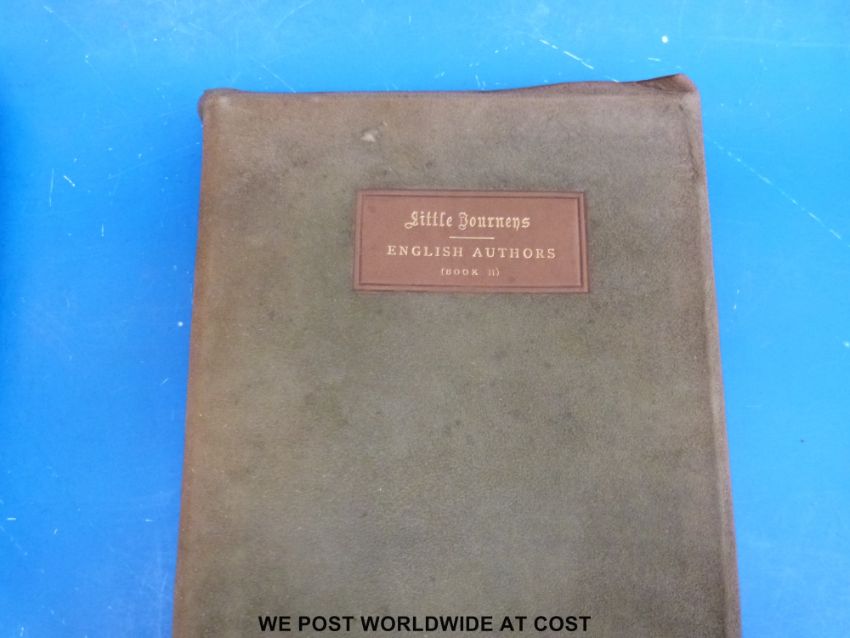 Little Journeys
ENGLISH AUTHORS
(BOOK II)
WE POST WORLDWIDE AT COST